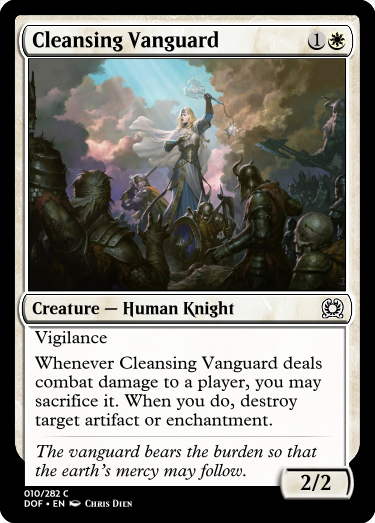 Cleansing Vanguard 1
Creature — Human Knight
Vigilance
Whenever Cleansing Vanguard deals
combat damage to a player, you may
sacrifice it. When you do, destroy
target artifact or enchantment.
The vanguard bears the burden so that
the earth's mercy may follow.
2/2
010/282 C
DOF • EN Chris Dien